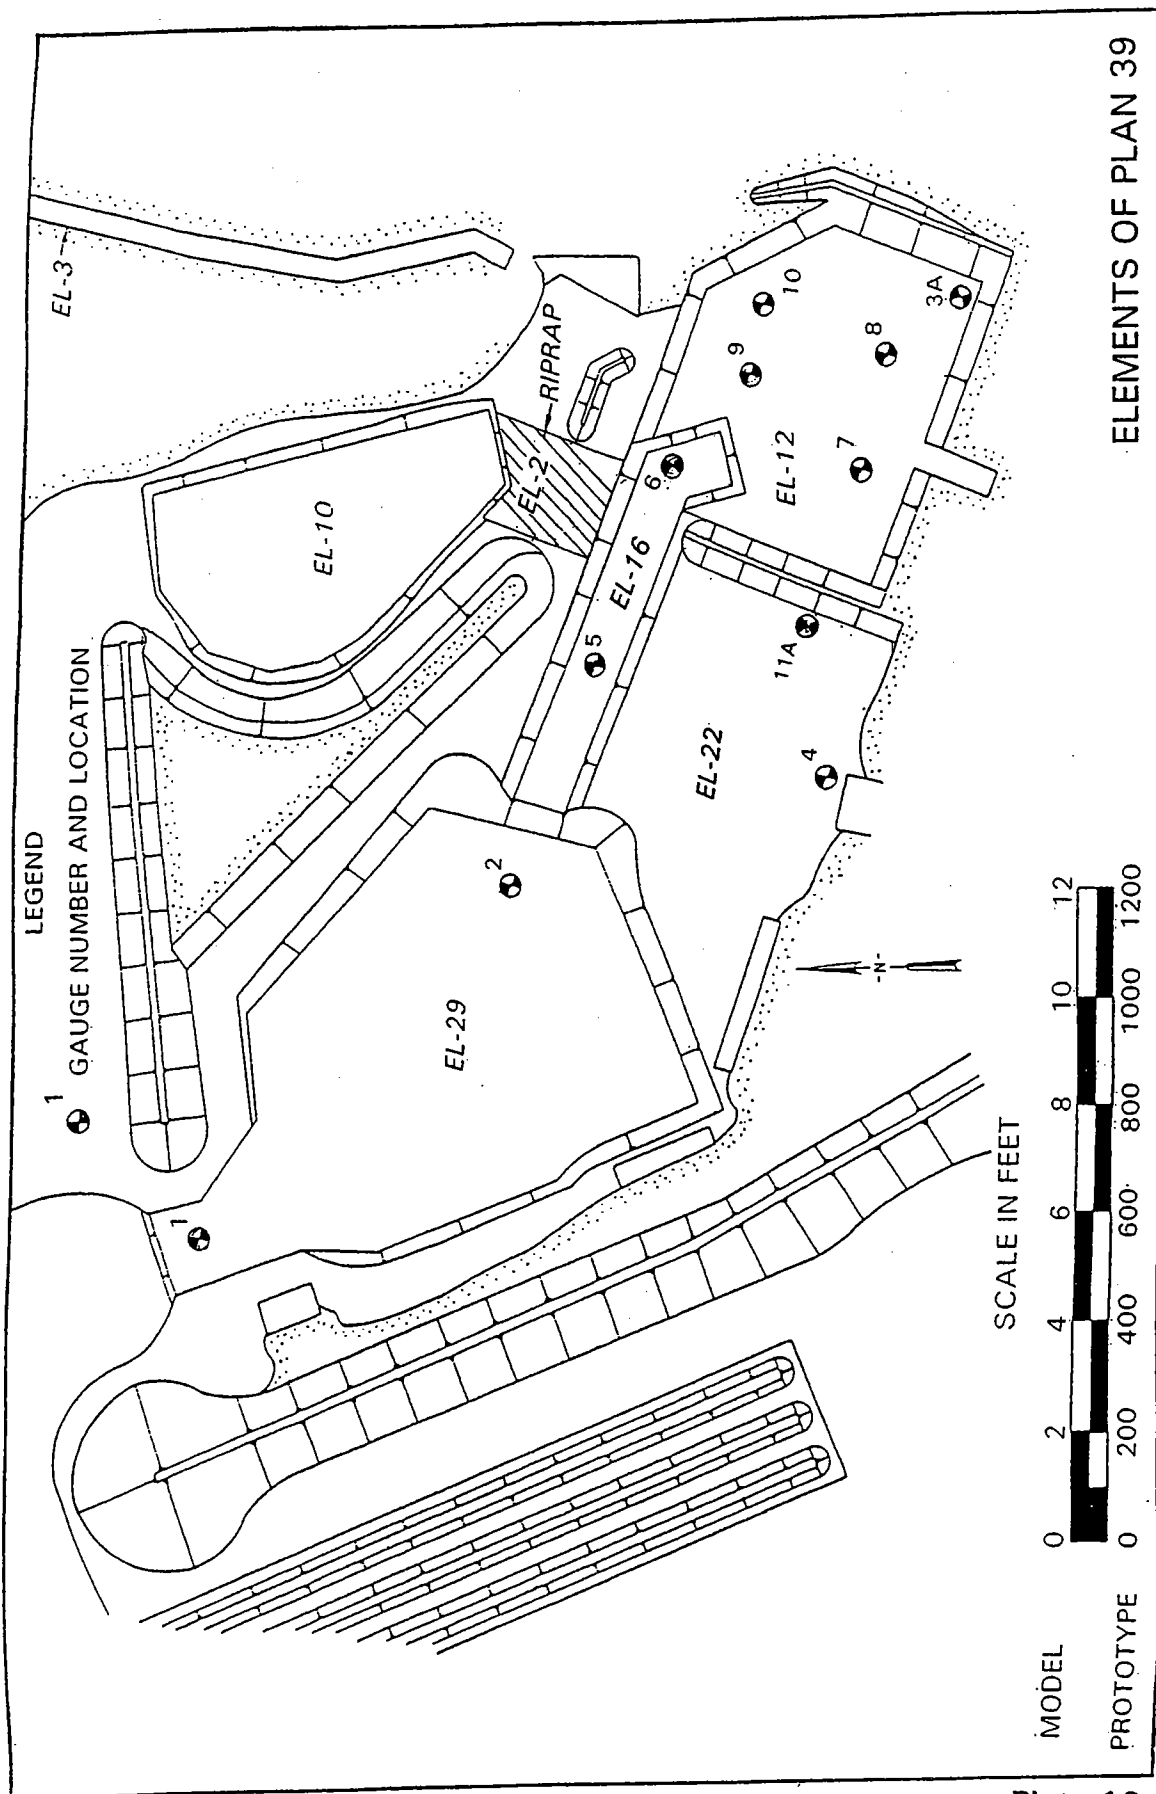 LEGEND
1 GAUGE NUMBER AND LOCATION
EL-3
EL-10
RIPRAP
EL-2
EL-16
EL-12
EL-22
EL-29
1
2
5
6
9
10
3A
8
7
11A
4
-N-
SCALE IN FEET
MODEL 0 2 4 6 8 10 12
PROTOTYPE 0 200 400 600 800 1000 1200
ELEMENTS OF PLAN 39